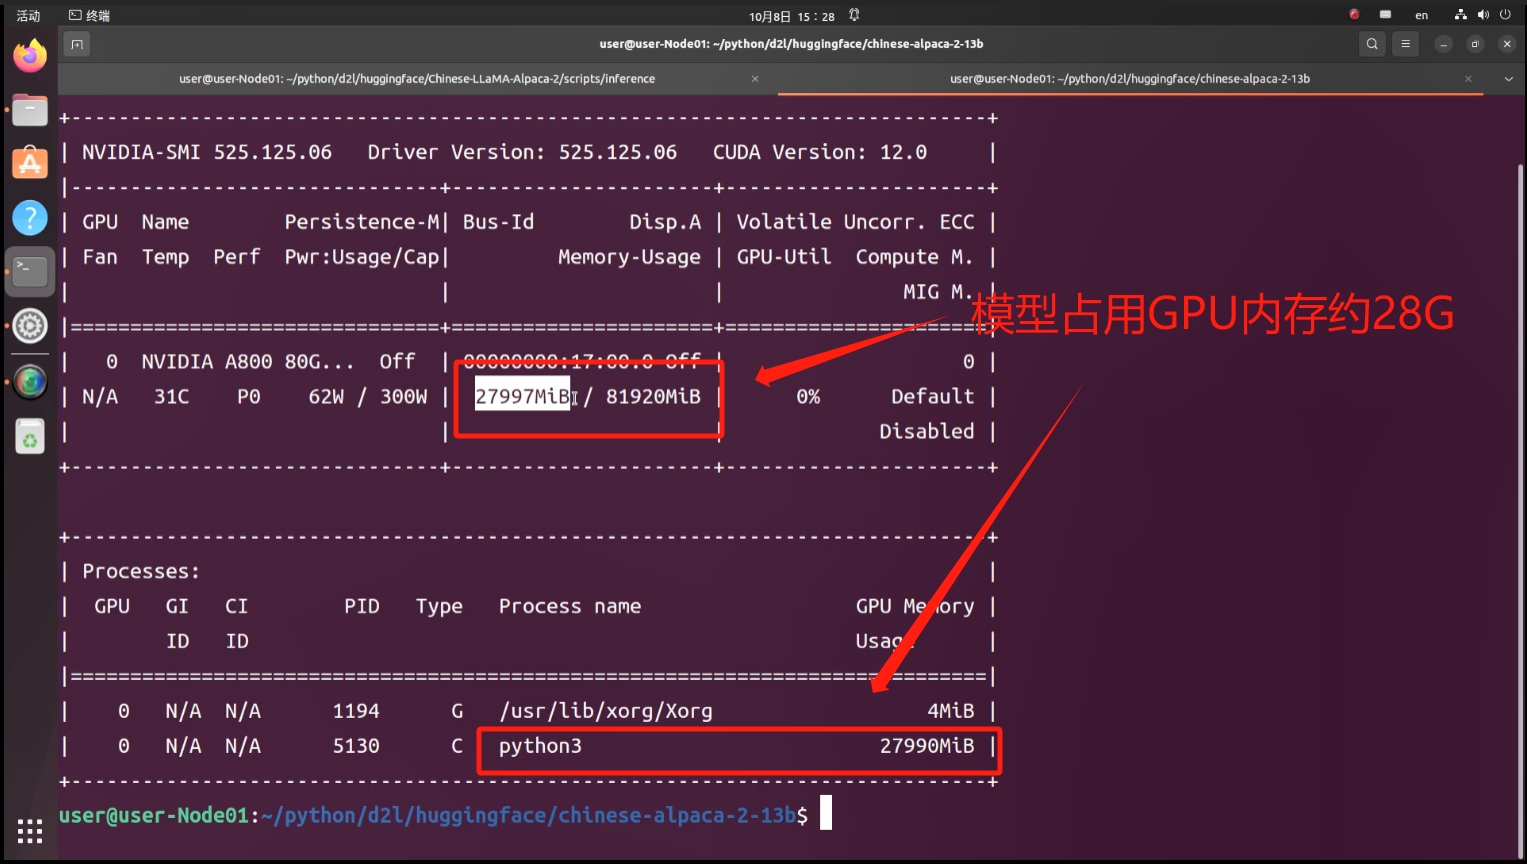 活动 终端 10月8日 15：28 en
user@user-Node01: ~/python/d2l/huggingface/chinese-alpaca-2-13b
user@user-Node01: ~/python/d2l/huggingface/Chinese-LLaMA-Alpaca-2/scripts/inference user@user-Node01: ~/python/d2l/huggingface/chinese-alpaca-2-13b
+-----------------------------------------------------------------------------+
| NVIDIA-SMI 525.125.06   Driver Version: 525.125.06   CUDA Version: 12.0     |
|-------------------------------+----------------------+----------------------+
| GPU  Name        Persistence-M| Bus-Id        Disp.A | Volatile Uncorr. ECC |
| Fan  Temp  Perf  Pwr:Usage/Cap|         Memory-Usage | GPU-Util  Compute M. |
|                               |                      |               MIG M. |
模型占用GPU内存约28G
|===============================+======================+======================|
|   0  NVIDIA A800 80G...  Off  | 00000000:17:00.0 Off |                    0 |
| N/A   31C    P0    62W / 300W | 27997MiB / 81920MiB |      0%      Default |
|                               |                      |             Disabled |
+-------------------------------+----------------------+----------------------+
+-----------------------------------------------------------------------------+
| Processes:                                                                  |
|  GPU   GI   CI        PID   Type   Process name                  GPU Memory |
|        ID   ID                                                   Usage      |
|=============================================================================|
|    0   N/A  N/A      1194      G   /usr/lib/xorg/Xorg                  4MiB |
|    0   N/A  N/A      5130      C   python3                         27990MiB |
+-----------------------------------------------------------------------------+
user@user-Node01:~/python/d2l/huggingface/chinese-alpaca-2-13b$